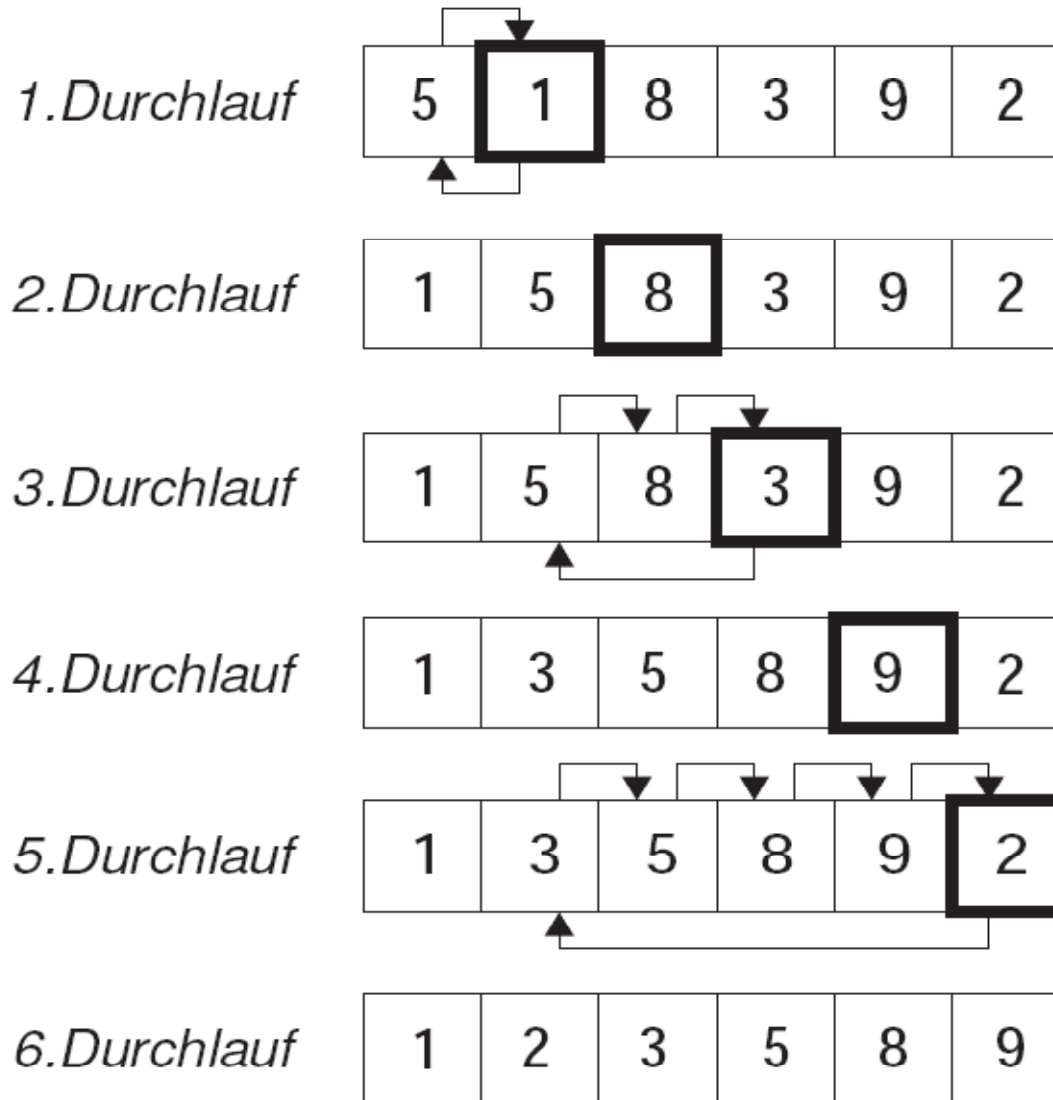 1.Durchlauf 5 1 8 3 9 2
2.Durchlauf 1 5 8 3 9 2
3.Durchlauf 1 5 8 3 9 2
4.Durchlauf 1 3 5 8 9 2
5.Durchlauf 1 3 5 8 9 2
6.Durchlauf 1 2 3 5 8 9